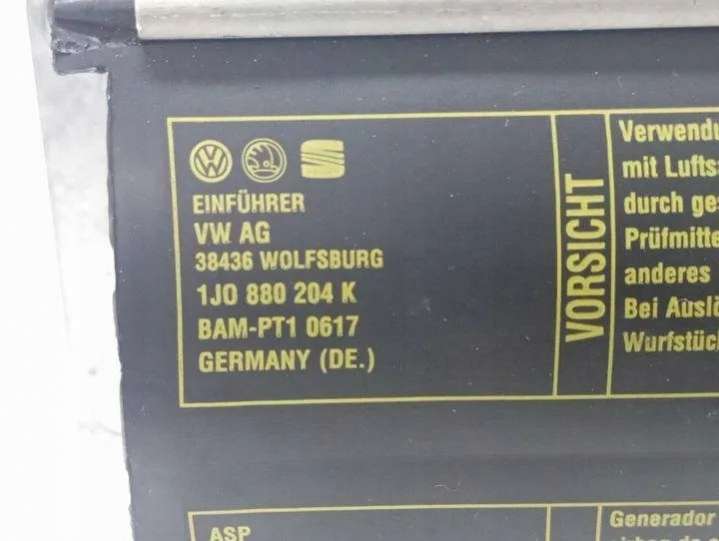 EINFÜHRER
VW AG
38436 WOLFSBURG
1J0 880 204 K
BAM-PT1 0617
GERMANY (DE.)
VORSICHT
Verwendu
mit Lufts
durch ge
Prüfmitte
anderes
Bei Auslö
Wurfstüc
ASP
Generador